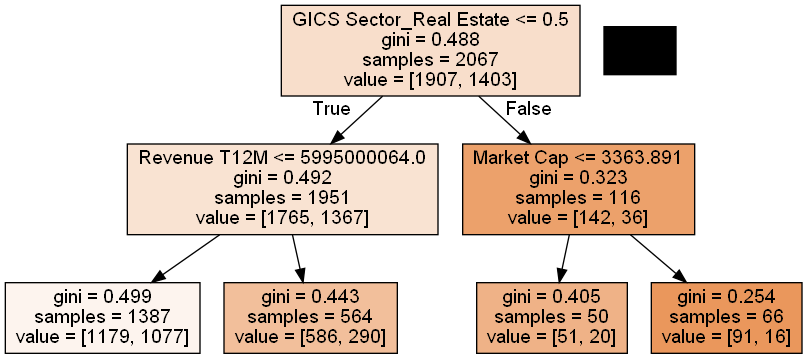 GICS Sector_Real Estate <= 0.5
gini = 0.488
samples = 2067
value = [1907, 1403]
True
False
Revenue T12M <= 5995000064.0
gini = 0.492
samples = 1951
value = [1765, 1367]
Market Cap <= 3363.891
gini = 0.323
samples = 116
value = [142, 36]
gini = 0.499
samples = 1387
value = [1179, 1077]
gini = 0.443
samples = 564
value = [586, 290]
gini = 0.405
samples = 50
value = [51, 20]
gini = 0.254
samples = 66
value = [91, 16]